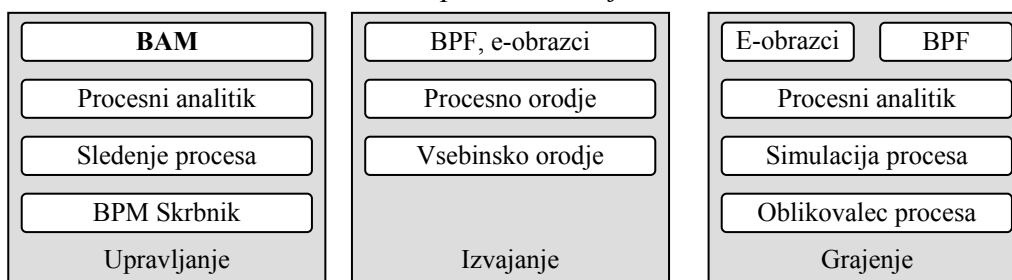 BAM
Procesni analitik
Sledenje procesa
BPM Skrbnik
Upravljanje
BPF, e-obrazci
Procesno orodje
Vsebinsko orodje
Izvajanje
E-obrazci
BPF
Procesni analitik
Simulacija procesa
Oblikovalec procesa
Grajenje